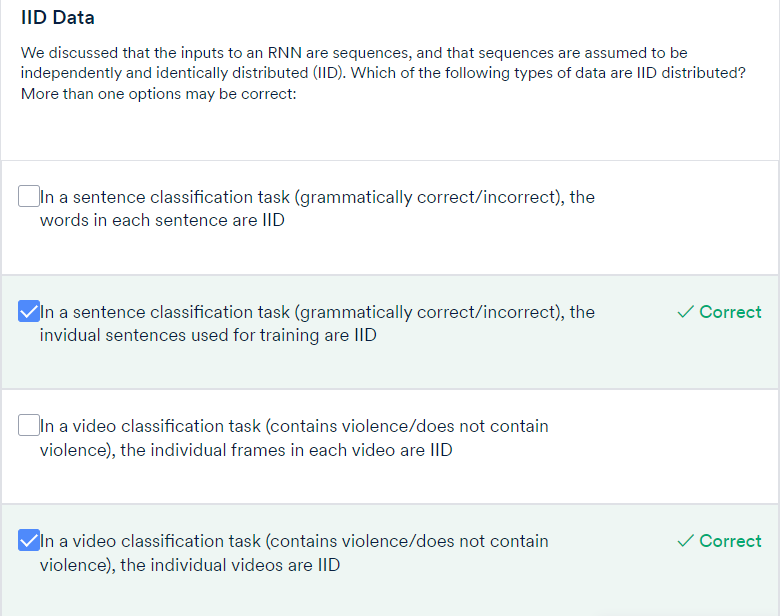 IID Data
We discussed that the inputs to an RNN are sequences, and that sequences are assumed to be
independently and identically distributed (IID). Which of the following types of data are IID distributed?
More than one options may be correct:
In a sentence classification task (grammatically correct/incorrect), the
words in each sentence are IID
In a sentence classification task (grammatically correct/incorrect), the
Correct
invidual sentences used for training are IID
In a video classification task (contains violence/does not contain
violence), the individual frames in each video are IID
In a video classification task (contains violence/does not contain
Correct
violence), the individual videos are IID